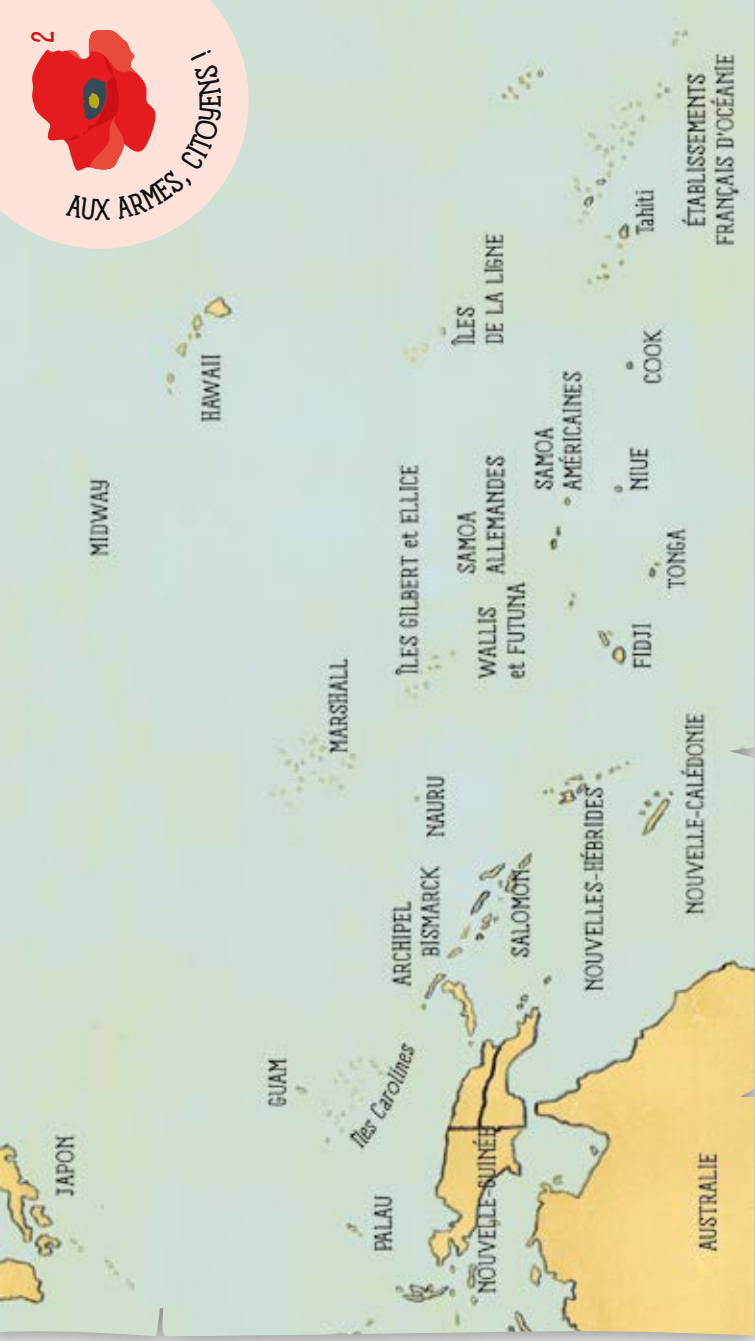 2
AUX ARMES, CITOYENS !
JAPON
MIDWAY
HAWAII
GUAM
MARSHALL
PALAU
Îles Carolines
ARCHIPEL
BISMARCK
NAURU
ÎLES GILBERT et ELLICE
ÎLES
DE LA LIGNE
NOUVELLE-GUINÉE
SALOMON
WALLIS
et FUTUNA
SAMOA
ALLEMANDES
SAMOA
AMÉRICAINES
NOUVELLES-HÉBRIDES
FIDJI
TONGA
NIUE
COOK
Tahiti
AUSTRALIE
NOUVELLE-CALÉDONIE
ÉTABLISSEMENTS
FRANÇAIS D'OCÉANIE